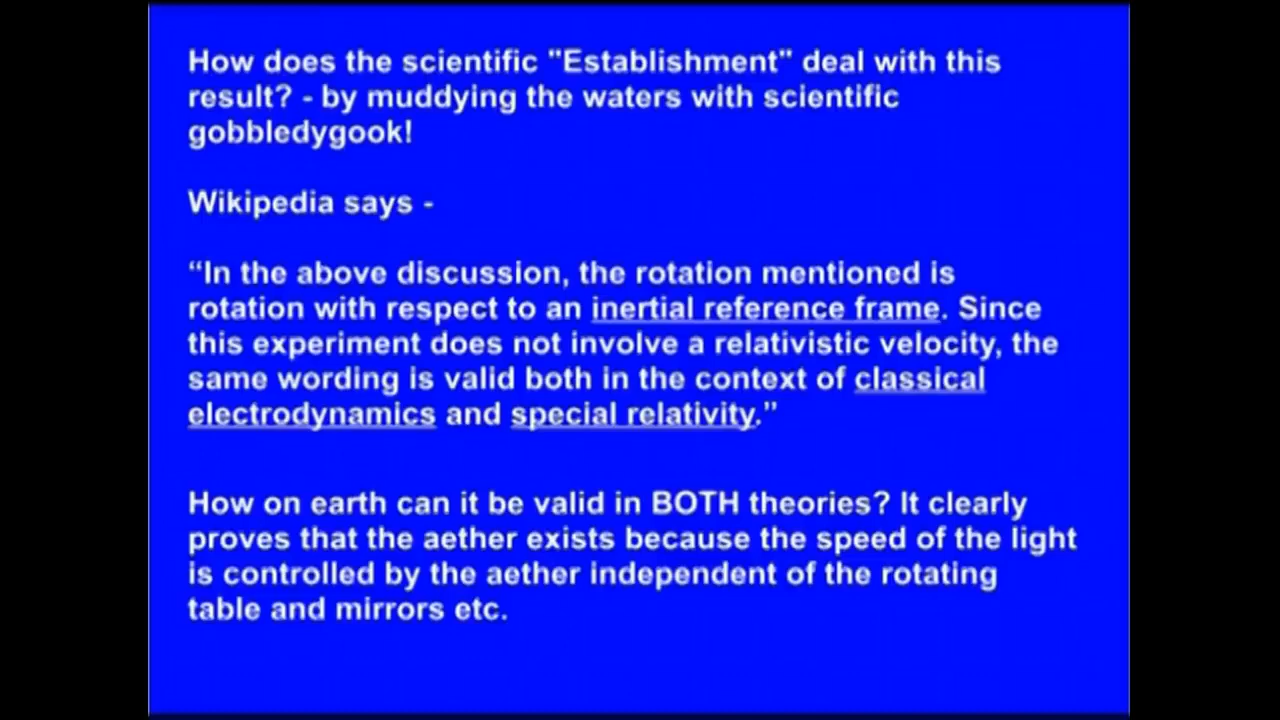 How does the scientific "Establishment" deal with this
result? - by muddying the waters with scientific
gobbledygook!
Wikipedia says -
“In the above discussion, the rotation mentioned is
rotation with respect to an inertial reference frame. Since
this experiment does not involve a relativistic velocity, the
same wording is valid both in the context of classical
electrodynamics and special relativity.”
How on earth can it be valid in BOTH theories? It clearly
proves that the aether exists because the speed of the light
is controlled by the aether independent of the rotating
table and mirrors etc.